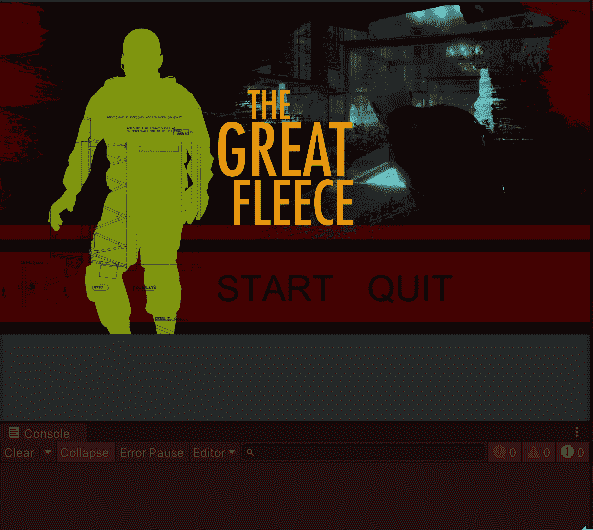 THE
GREAT
FLEECE
START QUIT
Console
Clear Collapse Error Pause Editor 0 0 0